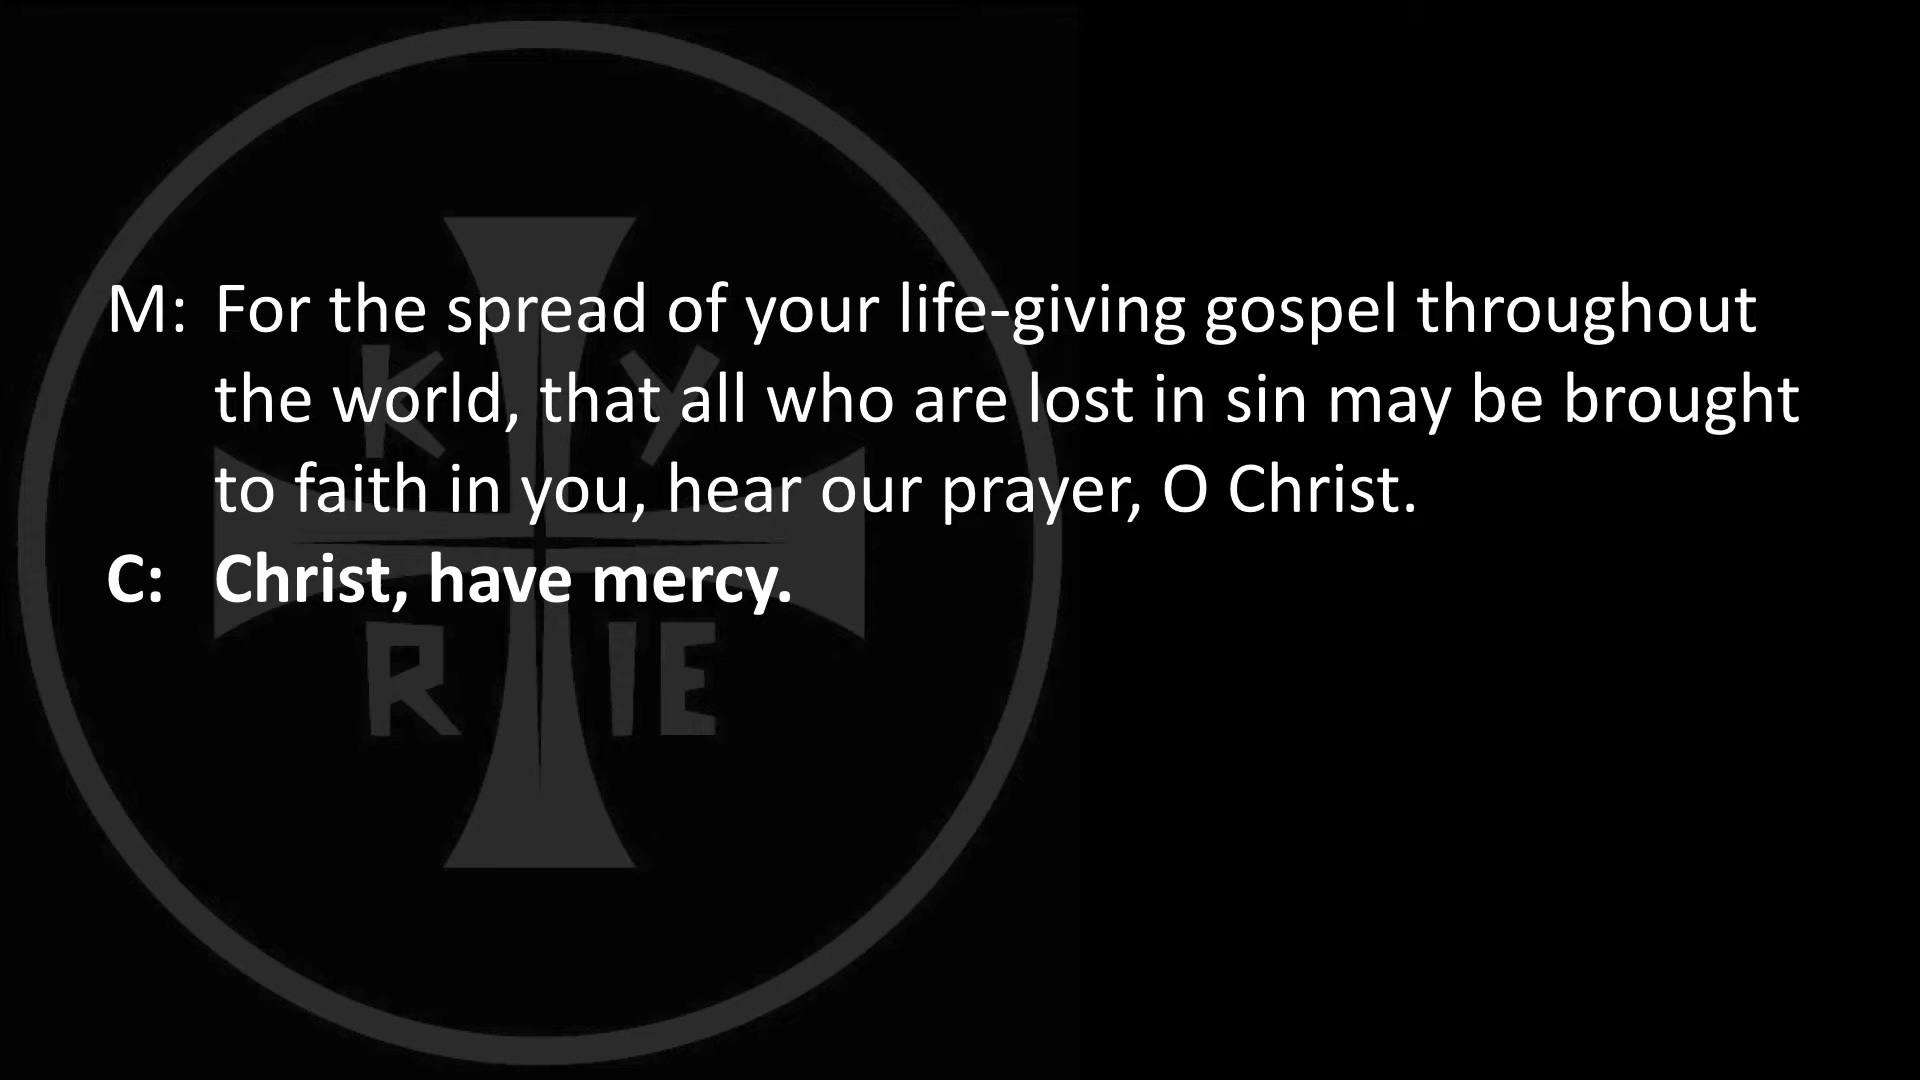 M: For the spread of your life-giving gospel throughout
the world, that all who are lost in sin may be brought
to faith in you, hear our prayer, O Christ.
C: Christ, have mercy.
K Y
R IE